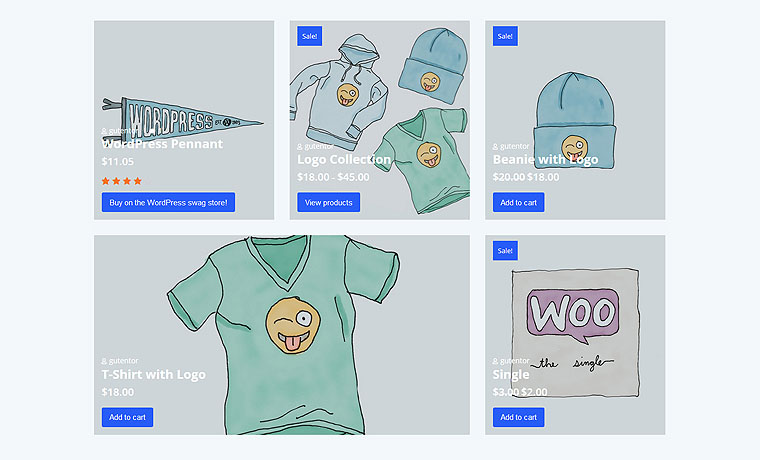 WORDPRESS EST. 2003
gutentor
WordPress Pennant
$11.05
Buy on the WordPress swag store!
Sale!
gutentor
Logo Collection
$18.00 - $45.00
View products
Sale!
gutentor
Beanie with Logo
$20.00 $18.00
Add to cart
gutentor
T-Shirt with Logo
$18.00
Add to cart
Sale!
WOO
the single
gutentor
Single
$3.00 $2.00
Add to cart